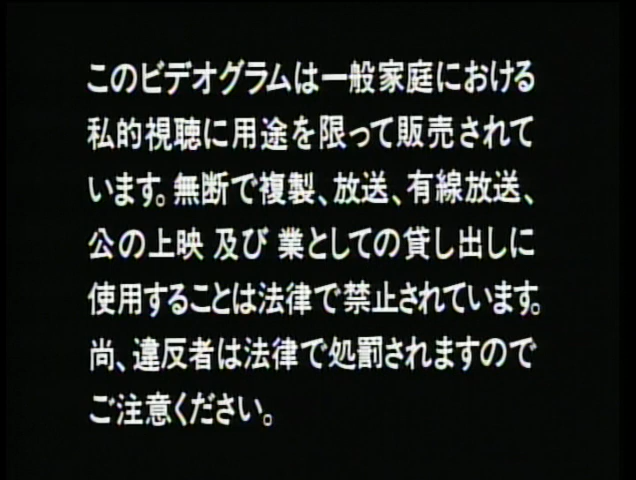 このビデオグラムは一般家庭における
私的視聴に用途を限って販売されて
います。無断で複製、放送、有線放送、
公の上映 及び 業としての貸し出しに
使用することは法律で禁止されています。
尚、違反者は法律で処罰されますので
ご注意ください。